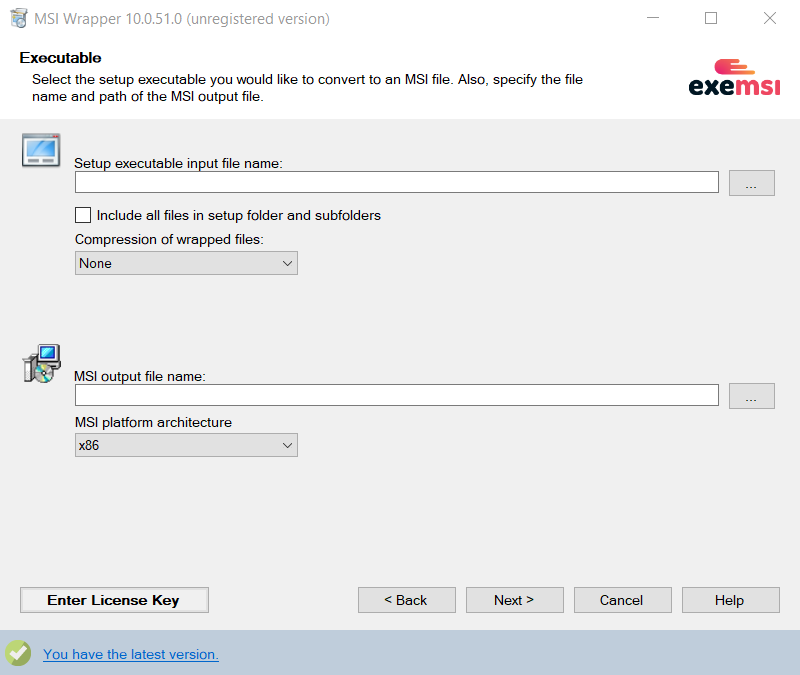 MSI Wrapper 10.0.51.0 (unregistered version)
Executable
Select the setup executable you would like to convert to an MSI file. Also, specify the file
name and path of the MSI output file.
exemsi
Setup executable input file name:
...
Include all files in setup folder and subfolders
Compression of wrapped files:
None
MSI output file name:
...
MSI platform architecture
x86
Enter License Key
< Back
Next >
Cancel
Help
You have the latest version.